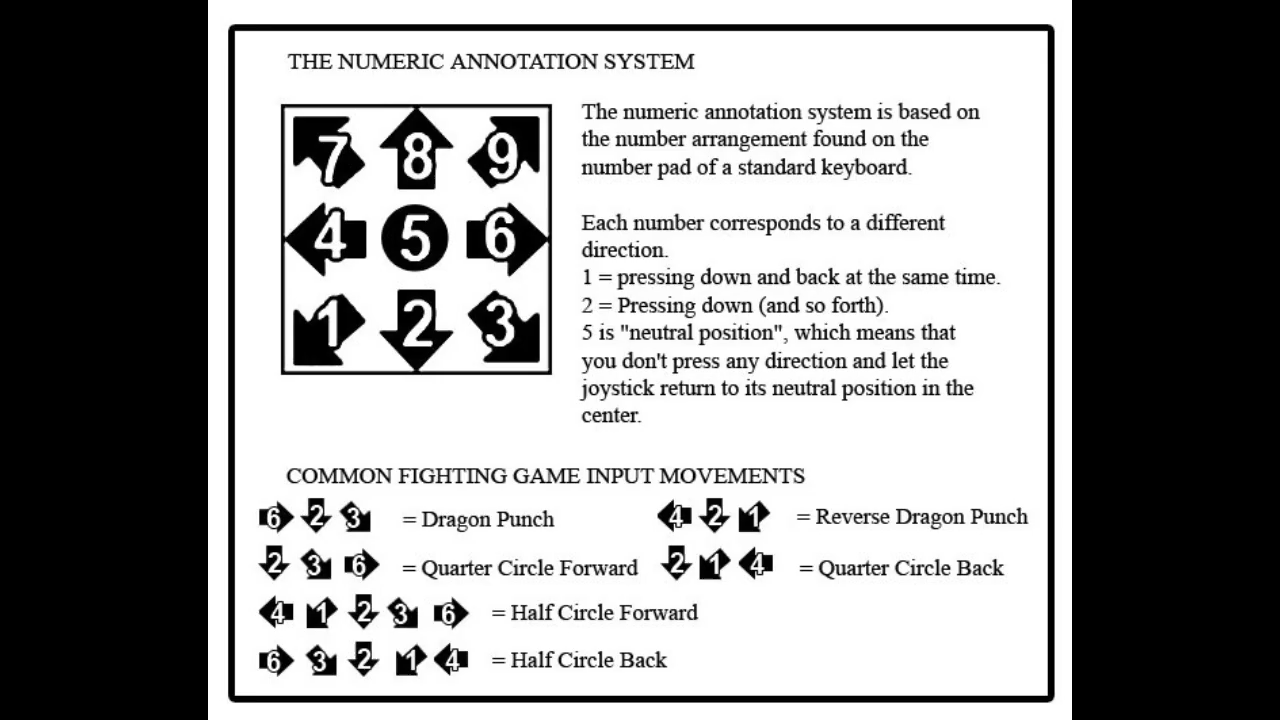 THE NUMERIC ANNOTATION SYSTEM
7 8 9
4 5 6
1 2 3
The numeric annotation system is based on
the number arrangement found on the
number pad of a standard keyboard.
Each number corresponds to a different
direction.
1 = pressing down and back at the same time.
2 = Pressing down (and so forth).
5 is "neutral position", which means that
you don't press any direction and let the
joystick return to its neutral position in the
center.
COMMON FIGHTING GAME INPUT MOVEMENTS
6 2 3 = Dragon Punch
4 2 1 = Reverse Dragon Punch
2 3 6 = Quarter Circle Forward
2 1 4 = Quarter Circle Back
4 1 2 3 6 = Half Circle Forward
6 3 2 1 4 = Half Circle Back